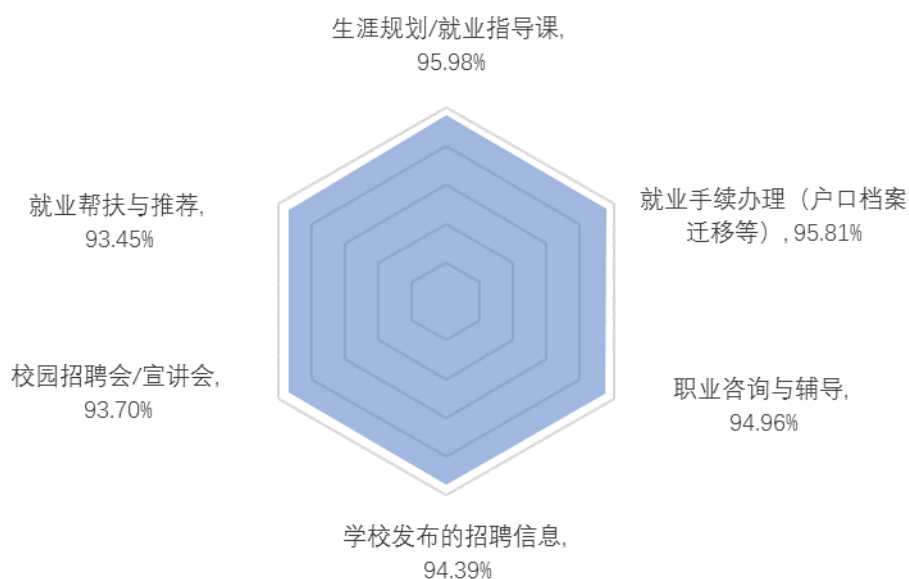 生涯规划/就业指导课,
95.98%
就业手续办理（户口档案
迁移等）, 95.81%
职业咨询与辅导,
94.96%
学校发布的招聘信息,
94.39%
校园招聘会/宣讲会,
93.70%
就业帮扶与推荐,
93.45%